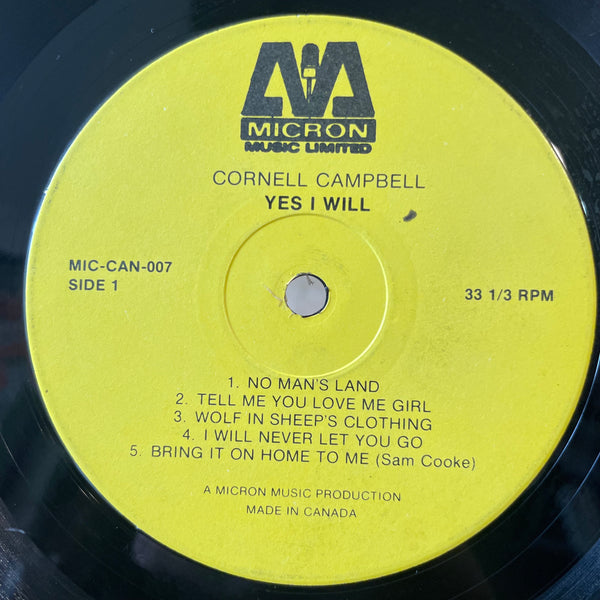 MICRON
MUSIC LIMITED
CORNELL CAMPBELL
YES I WILL
MIC-CAN-007
SIDE 1
33 1/3 RPM
1. NO MAN'S LAND
2. TELL ME YOU LOVE ME GIRL
3. WOLF IN SHEEP'S CLOTHING
4. I WILL NEVER LET YOU GO
5. BRING IT ON HOME TO ME (Sam Cooke)
A MICRON MUSIC PRODUCTION
MADE IN CANADA